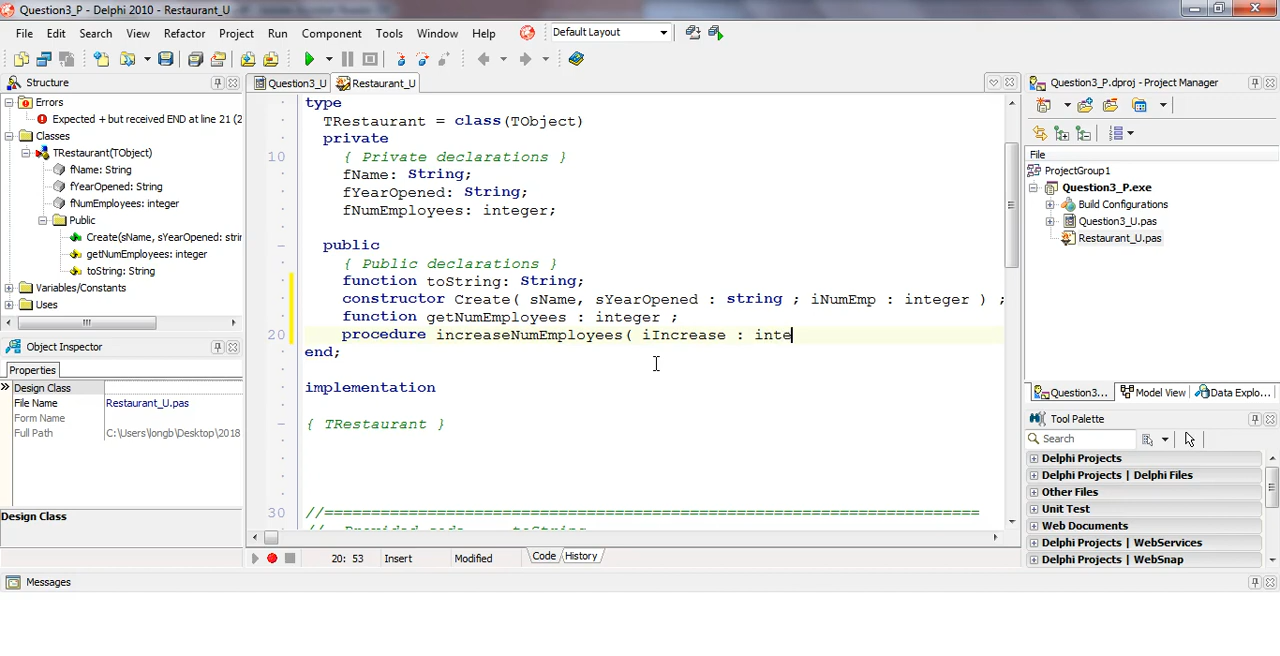 Question3_P - Delphi 2010 - Restaurant_U
File Edit Search View Refactor Project Run Component Tools Window Help Default Layout
Structure
Question3_U Restaurant_U
Question3_P.dproj - Project Manager
Errors
Expected + but received END at line 21 (2
Classes
TRestaurant(TObject)
fName: String
fYearOpened: String
fNumEmployees: integer
Public
Create(sName, sYearOpened: strin
getNumEmployees: integer
toString: String
Variables/Constants
Uses
Object Inspector
Properties
Design Class
File Name Restaurant_U.pas
Form Name
Full Path C:\Users\longb\Desktop\2018
Design Class
type
TRestaurant = class(TObject)
private
10 { Private declarations }
fName: String;
fYearOpened: String;
fNumEmployees: integer;
public
{ Public declarations }
function toString: String;
constructor Create( sName, sYearOpened : string ; iNumEmp : integer ) ;
function getNumEmployees : integer ;
20 procedure increaseNumEmployees( iIncrease : inte
end;
implementation
{ TRestaurant }
30 //======================================================================
// Provided code toString
20: 53 Insert Modified Code History
File
ProjectGroup1
Question3_P.exe
Build Configurations
Question3_U.pas
Restaurant_U.pas
Question3... Model View Data Explo...
Tool Palette
Search
Delphi Projects
Delphi Projects | Delphi Files
Other Files
Unit Test
Web Documents
Delphi Projects | WebServices
Delphi Projects | WebSnap
Messages